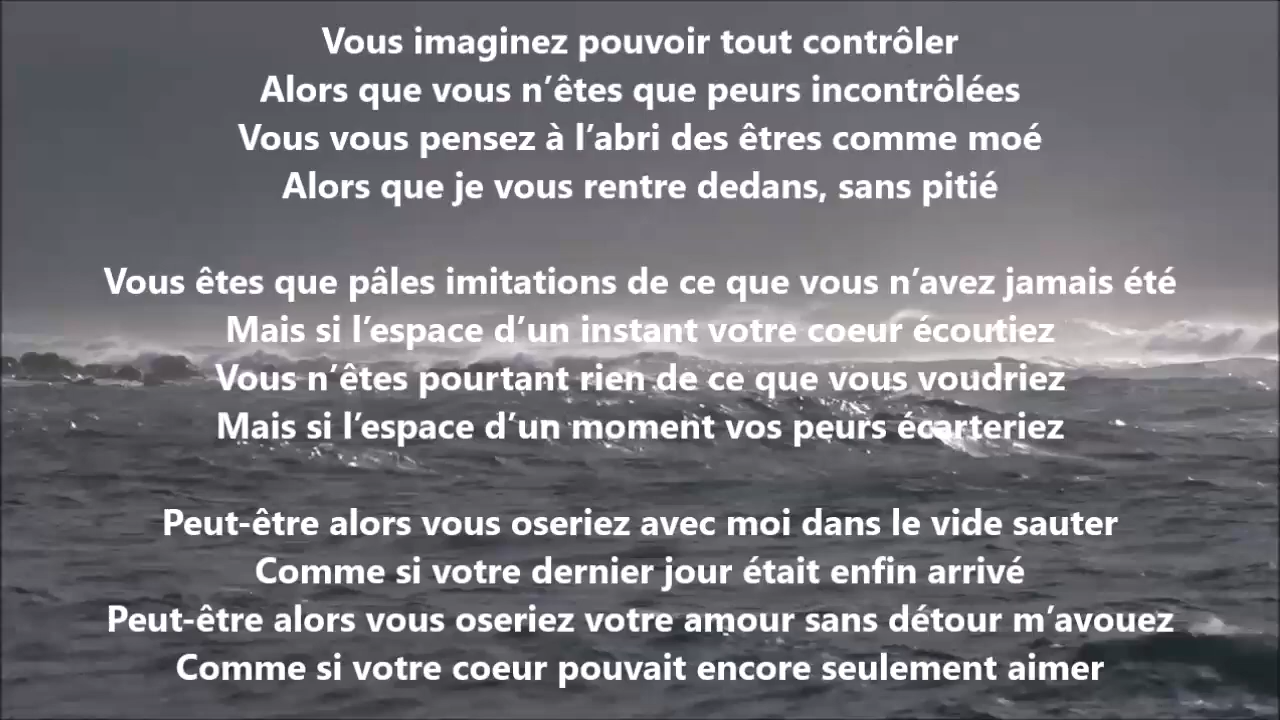 Vous imaginez pouvoir tout contrôler
Alors que vous n’êtes que peurs incontrôlées
Vous vous pensez à l’abri des êtres comme moé
Alors que je vous rentre dedans, sans pitié
Vous êtes que pâles imitations de ce que vous n’avez jamais été
Mais si l’espace d’un instant votre coeur écoutiez
Vous n’êtes pourtant rien de ce que vous voudriez
Mais si l’espace d’un moment vos peurs écarteriez
Peut-être alors vous oseriez avec moi dans le vide sauter
Comme si votre dernier jour était enfin arrivé
Peut-être alors vous oseriez votre amour sans détour m’avouez
Comme si votre coeur pouvait encore seulement aimer